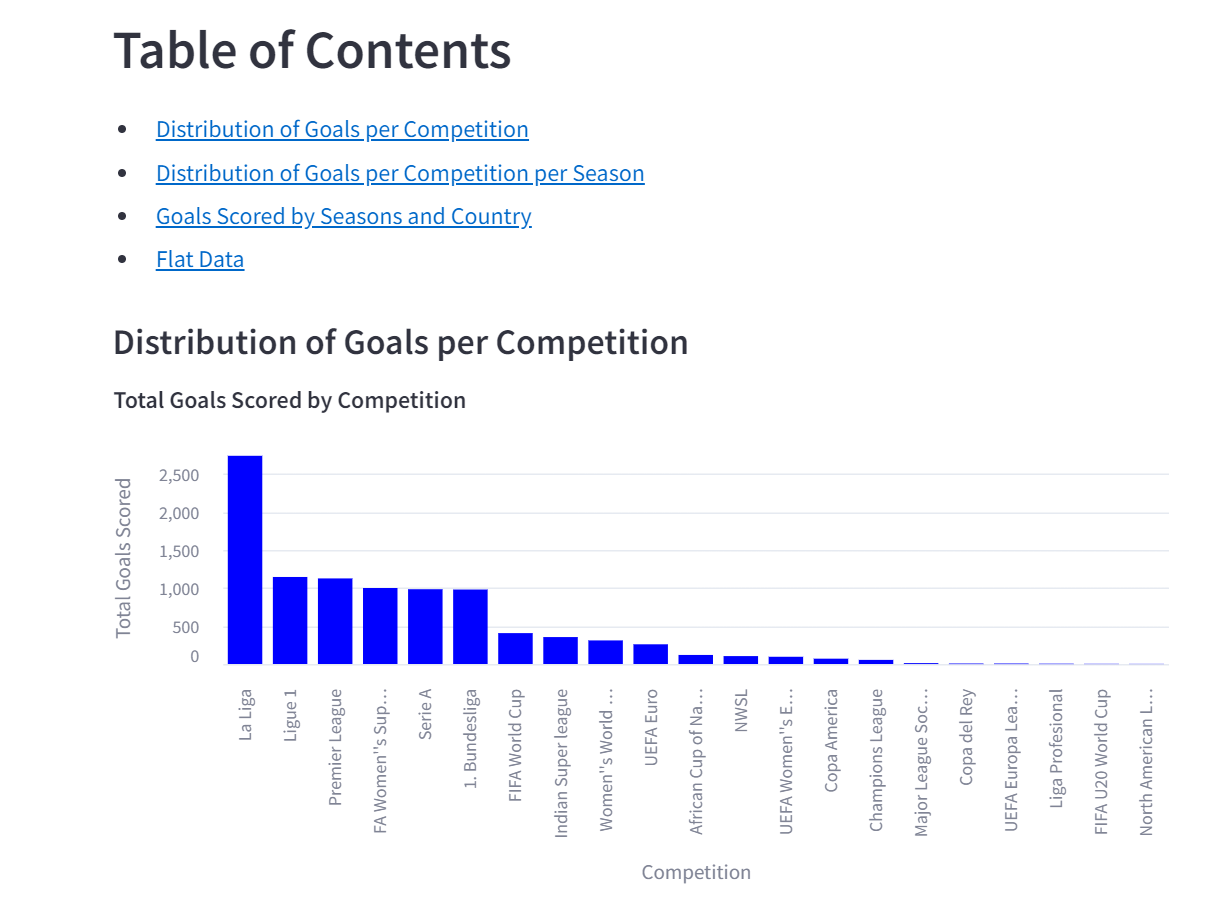 Table of Contents
Distribution of Goals per Competition
Distribution of Goals per Competition per Season
Goals Scored by Seasons and Country
Flat Data
Distribution of Goals per Competition
Total Goals Scored by Competition
Total Goals Scored
2,500
2,000
1,500
1,000
500
0
La Liga
Ligue 1
Premier League
FA Women''s Sup…
Serie A
1. Bundesliga
FIFA World Cup
Indian Super league
Women''s World …
UEFA Euro
African Cup of Na…
NWSL
UEFA Women''s E…
Copa America
Champions League
Major League Soc…
Copa del Rey
UEFA Europa Lea…
Liga Profesional
FIFA U20 World Cup
North American L…
Competition